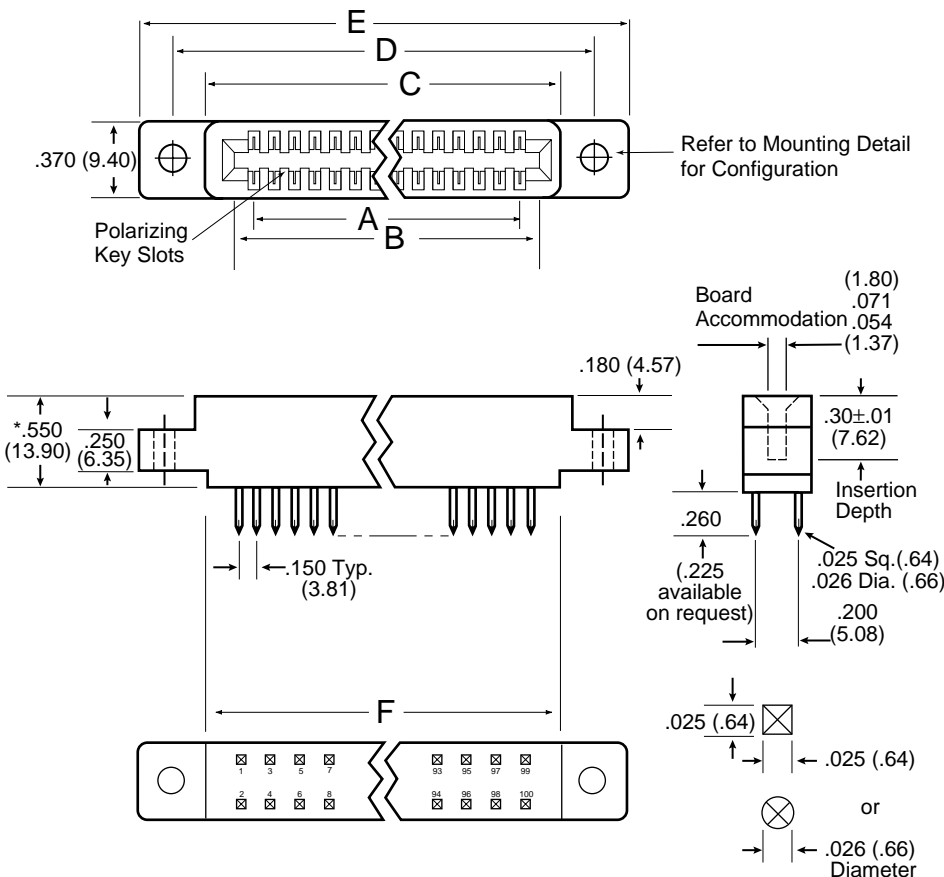 E
D
C
.370 (9.40)
Refer to Mounting Detail
for Configuration
Polarizing
Key Slots
A
B
Board
Accommodation
(1.80)
.071
.054
(1.37)
.180 (4.57)
*.550
(13.90)
.250
(6.35)
.30±.01
(7.62)
Insertion
Depth
.260
(.225
available
on request)
.025 Sq.(.64)
.026 Dia. (.66)
.200
(5.08)
.150 Typ.
(3.81)
F
1 3 5 7 93 95 97 99
2 4 6 8 94 96 98 100
.025 (.64)
.025 (.64)
or
.026 (.66)
Diameter